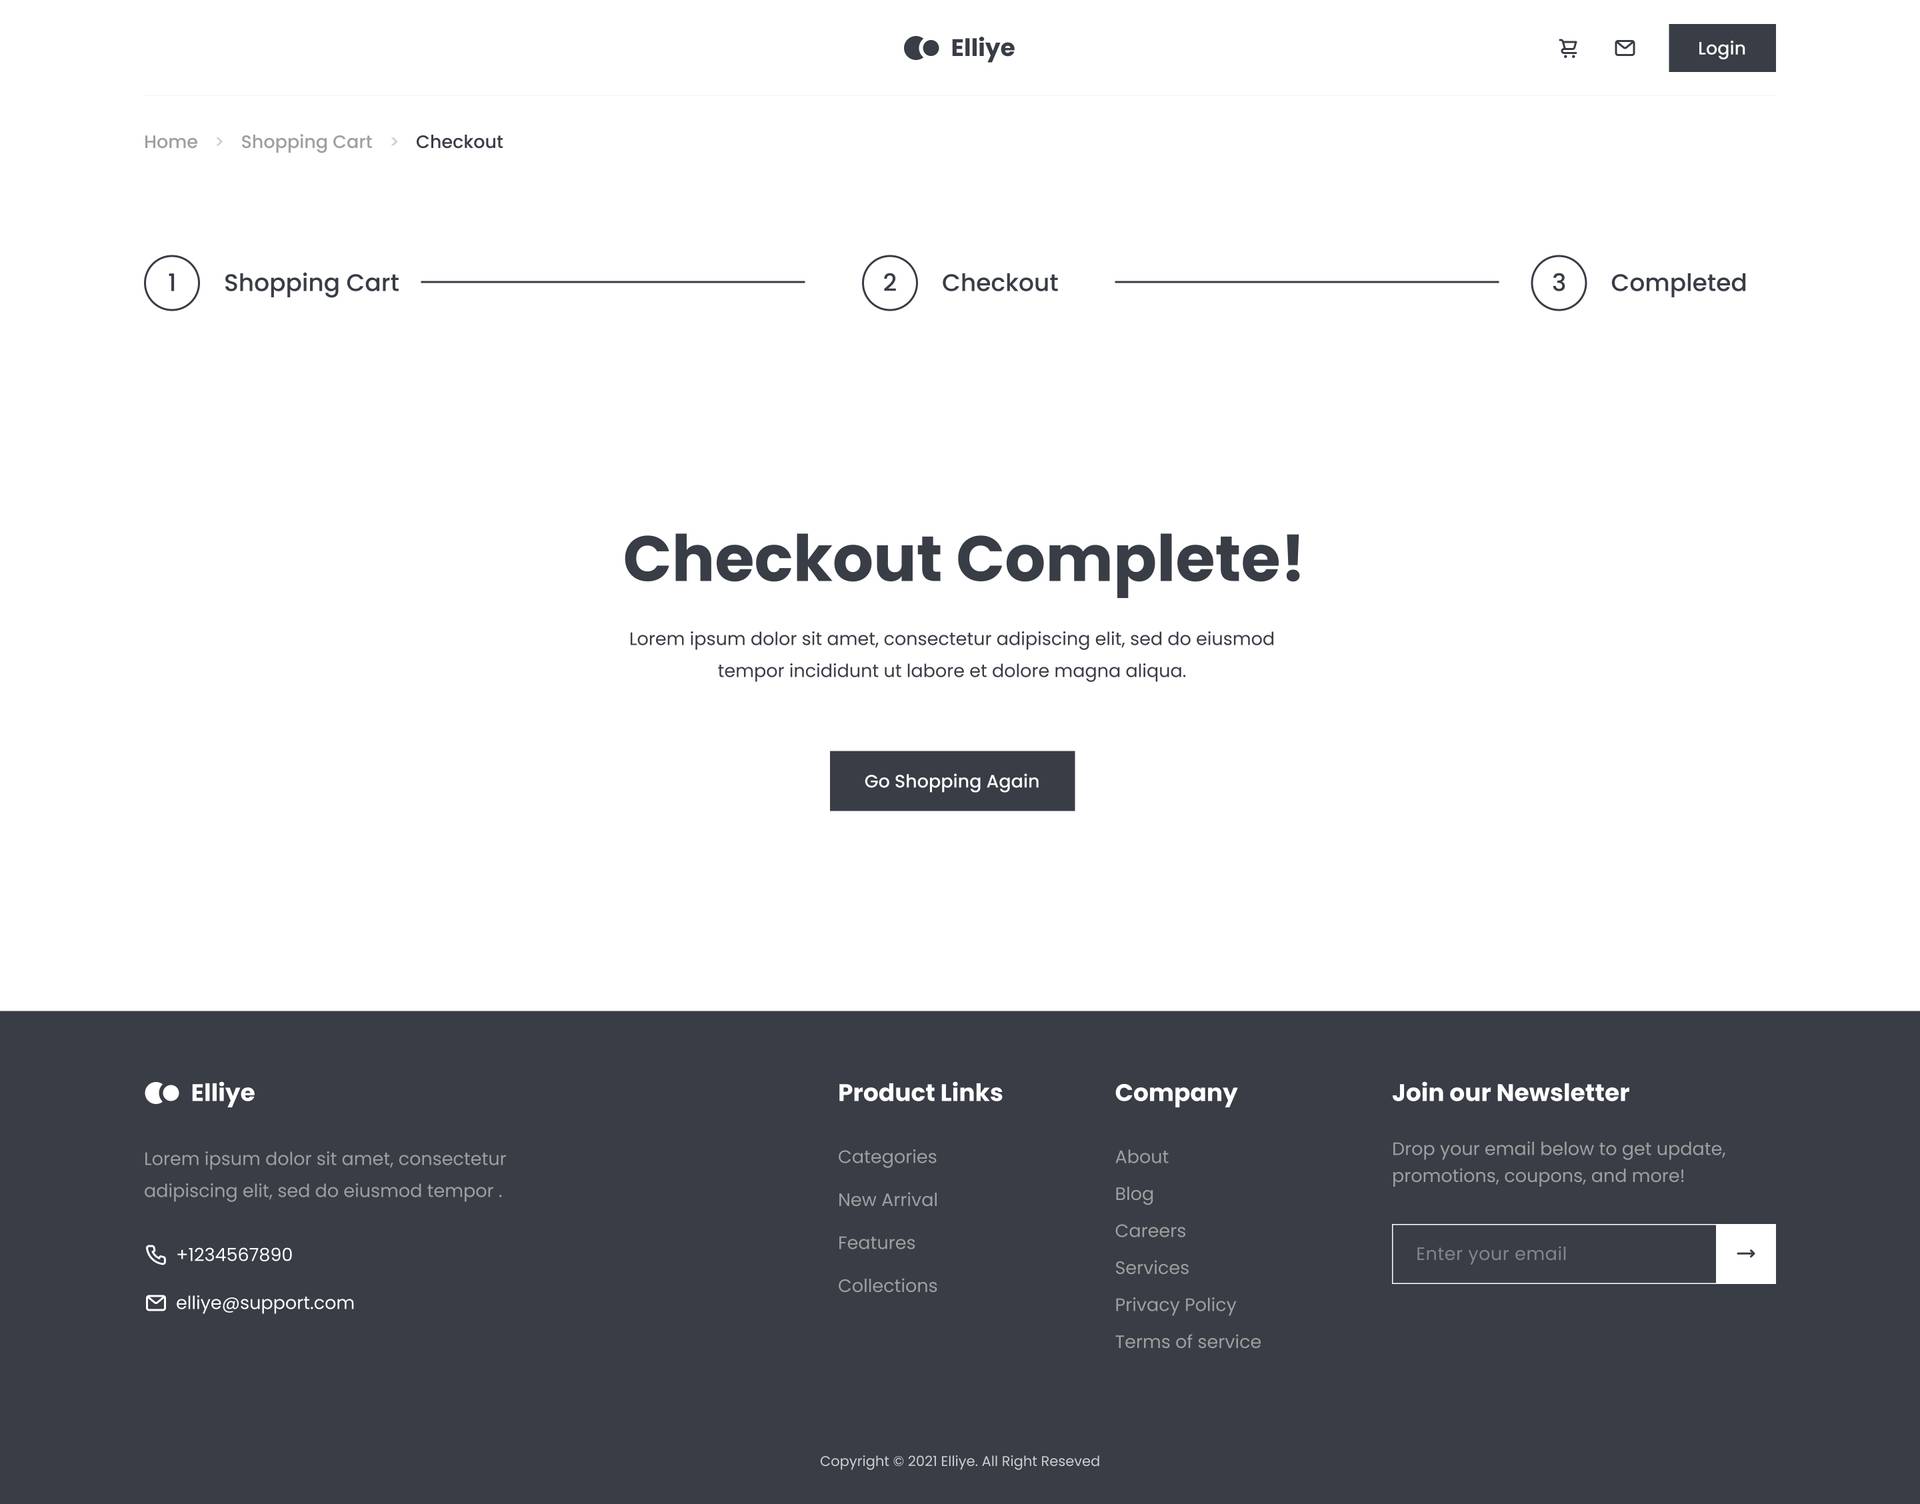 Elliye
Login
Home > Shopping Cart > Checkout
1 Shopping Cart
2 Checkout
3 Completed
Checkout Complete!
Lorem ipsum dolor sit amet, consectetur adipiscing elit, sed do eiusmod
tempor incididunt ut labore et dolore magna aliqua.
Go Shopping Again
Elliye
Lorem ipsum dolor sit amet, consectetur
adipiscing elit, sed do eiusmod tempor .
+1234567890
elliye@support.com
Product Links
Categories
New Arrival
Features
Collections
Company
About
Blog
Careers
Services
Privacy Policy
Terms of service
Join our Newsletter
Drop your email below to get update,
promotions, coupons, and more!
Enter your email
Copyright © 2021 Elliye. All Right Reseved